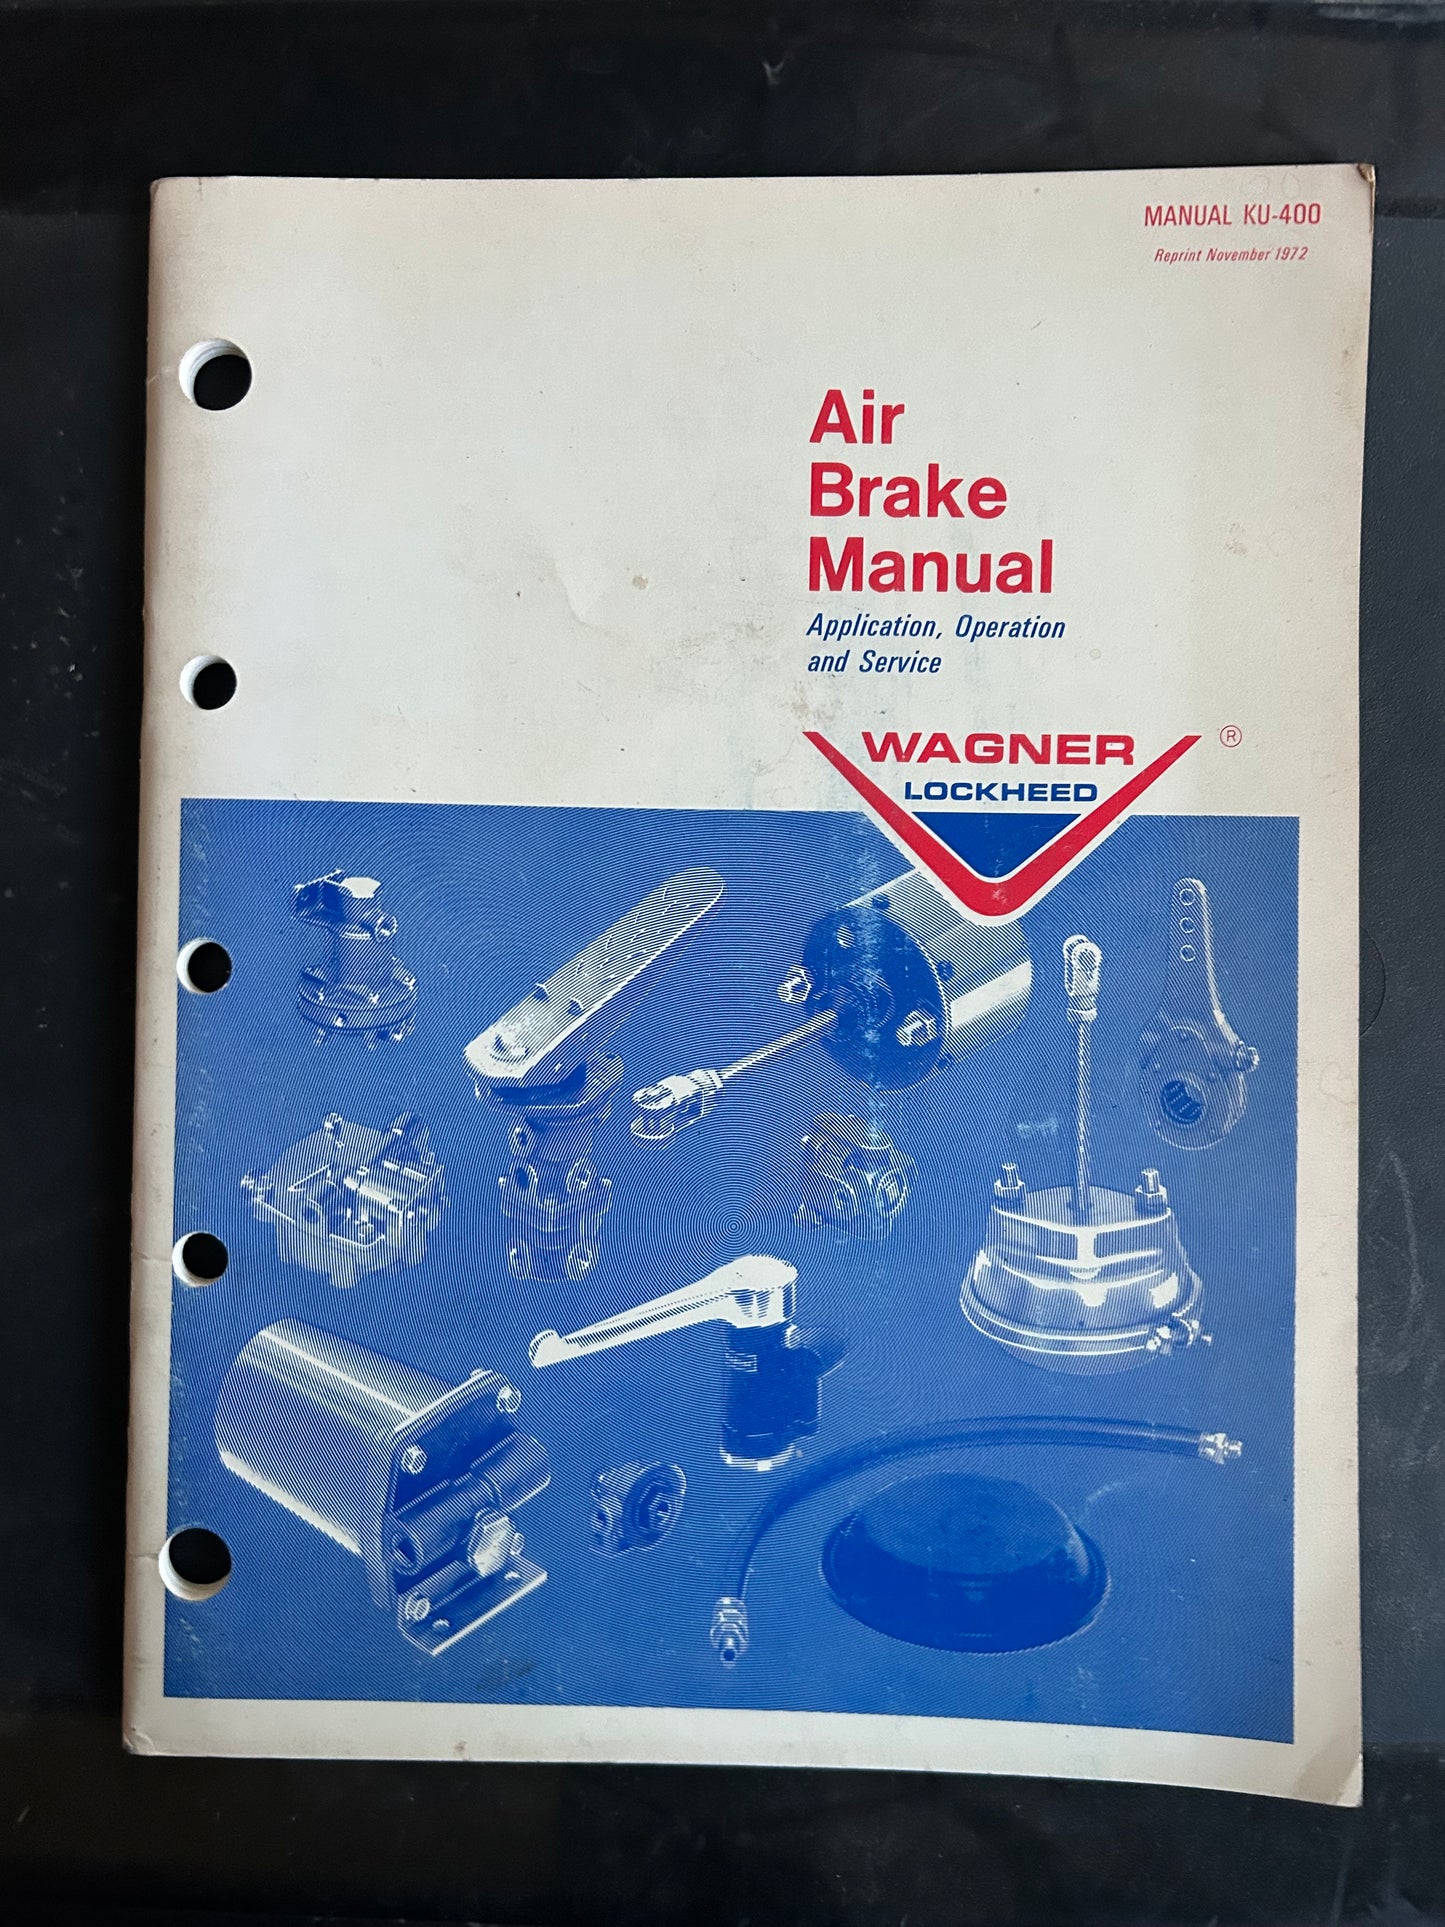 MANUAL KU-400
Reprint November 1972
Air
Brake
Manual
Application, Operation
and Service
WAGNER ®
LOCKHEED